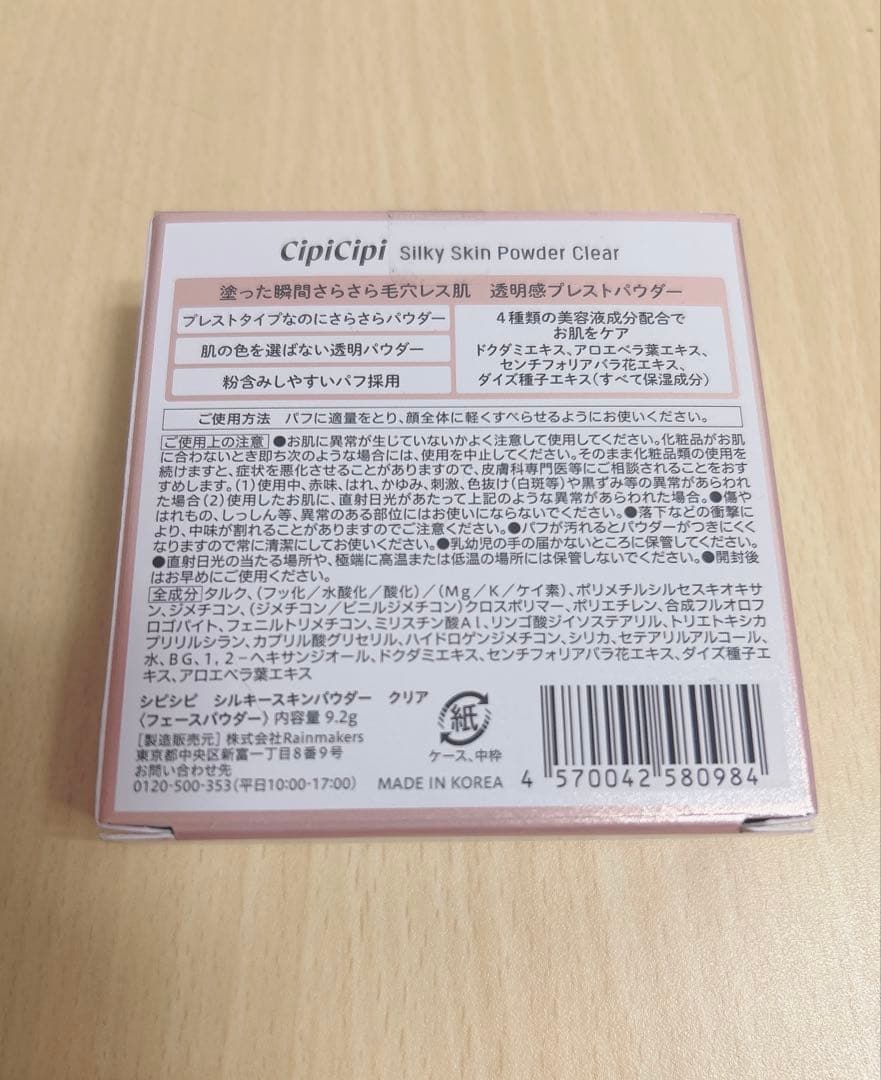 CipiCipi Silky Skin Powder Clear
塗った瞬間さらさら毛穴レス肌　透明感プレストパウダー
プレストタイプなのにさらさらパウダー
肌の色を選ばない透明パウダー
粉含みしやすいパフ採用
4種類の美容液成分配合で
お肌をケア
ドクダミエキス、アロエベラ葉エキス、
センチフォリアバラ花エキス、
ダイズ種子エキス(すべて保湿成分)
ご使用方法　パフに適量をとり、顔全体に軽くすべらせるようにお使いください。
ご使用上の注意 ●お肌に異常が生じていないかよく注意して使用してください。化粧品がお肌
に合わないとき即ち次のような場合には、使用を中止してください。そのまま化粧品類の使用を
続けますと、症状を悪化させることがありますので、皮膚科専門医等にご相談されることをおす
すめします。(1)使用中、赤味、はれ、かゆみ、刺激、色抜け(白斑等)や黒ずみ等の異常があらわれ
た場合(2)使用したお肌に、直射日光があたって上記のような異常があらわれた場合。●傷や
はれもの、しっしん等、異常のある部位にはお使いにならないでください。●落下などの衝撃に
より、中味が割れることがありますのでご注意ください。●パフが汚れるとパウダーがつきにくく
なりますので常に清潔にしてお使いください。●乳幼児の手の届かないところに保管してください。
●直射日光の当たる場所や、極端に高温または低温の場所には保管しないでください。●開封後
はお早めにご使用ください。
全成分 タルク、(フッ化/水酸化/酸化)/(Mg/K/ケイ素)、ポリメチルシルセスキオキサ
ン、ジメチコン、(ジメチコン/ビニルジメチコン)クロスポリマー、ポリエチレン、合成フルオロフ
ロゴパイト、フェニルトリメチコン、ミリスチン酸Al、リンゴ酸ジイソステアリル、トリエトキシカ
プリリルシラン、カプリル酸グリセリル、ハイドロゲンジメチコン、シリカ、セテアリルアルコール、
水、BG、1,2-ヘキサンジオール、ドクダミエキス、センチフォリアバラ花エキス、ダイズ種子エ
キス、アロエベラ葉エキス
シピシピ　シルキースキンパウダー　クリア
〈フェースパウダー〉内容量 9.2g
[製造販売元] 株式会社Rainmakers
東京都中央区新富一丁目8番9号
お問い合わせ先
0120-500-353(平日10:00-17:00)
紙
ケース、中枠
MADE IN KOREA
4 570042 580984